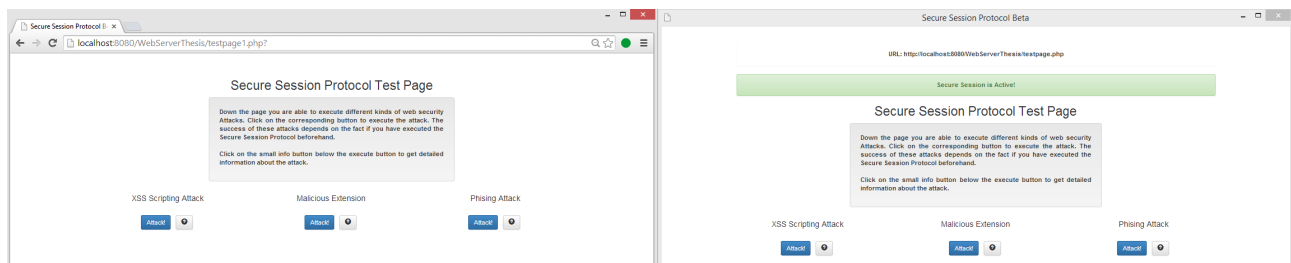 Secure Session Protocol B
localhost:8080/WebServerThesis/testpage1.php?
Secure Session Protocol Test Page
Down the page you are able to execute different kinds of web security
Attacks. Click on the corresponding button to execute the attack. The
success of these attacks depends on the fact if you have executed the
Secure Session Protocol beforehand.
Click on the small info button below the execute button to get detailed
information about the attack.
XSS Scripting Attack
Malicious Extension
Phising Attack
Attack!
Attack!
Attack!
Secure Session Protocol Beta
URL: http://localhost:8080/WebServerThesis/testpage.php
Secure Session is Active!
Secure Session Protocol Test Page
Down the page you are able to execute different kinds of web security
Attacks. Click on the corresponding button to execute the attack. The
success of these attacks depends on the fact if you have executed the
Secure Session Protocol beforehand.
Click on the small info button below the execute button to get detailed
information about the attack.
XSS Scripting Attack
Malicious Extension
Phising Attack
Attack!
Attack!
Attack!